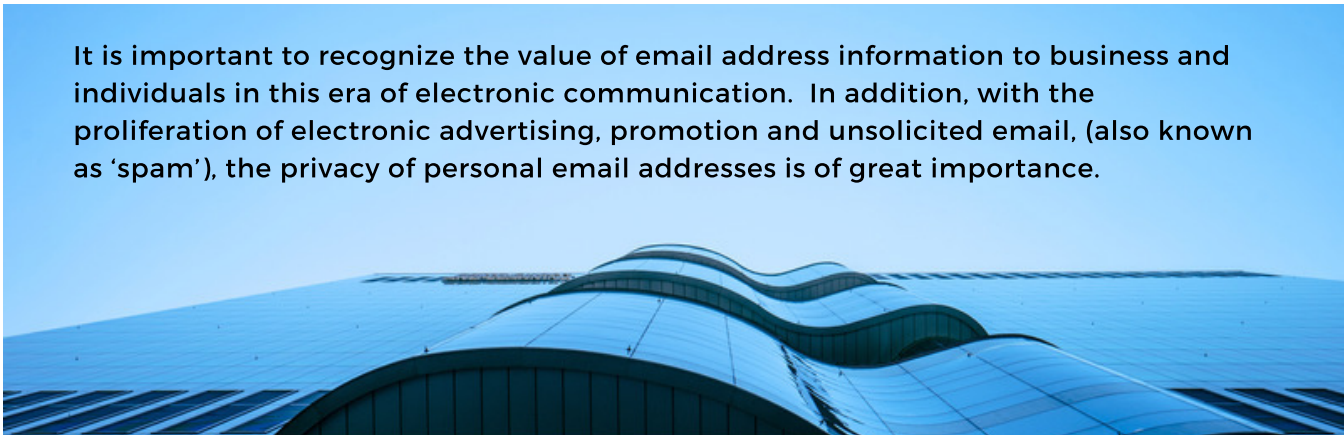 It is important to recognize the value of email address information to business and
individuals in this era of electronic communication.  In addition, with the
proliferation of electronic advertising, promotion and unsolicited email, (also known
as ‘spam’), the privacy of personal email addresses is of great importance.